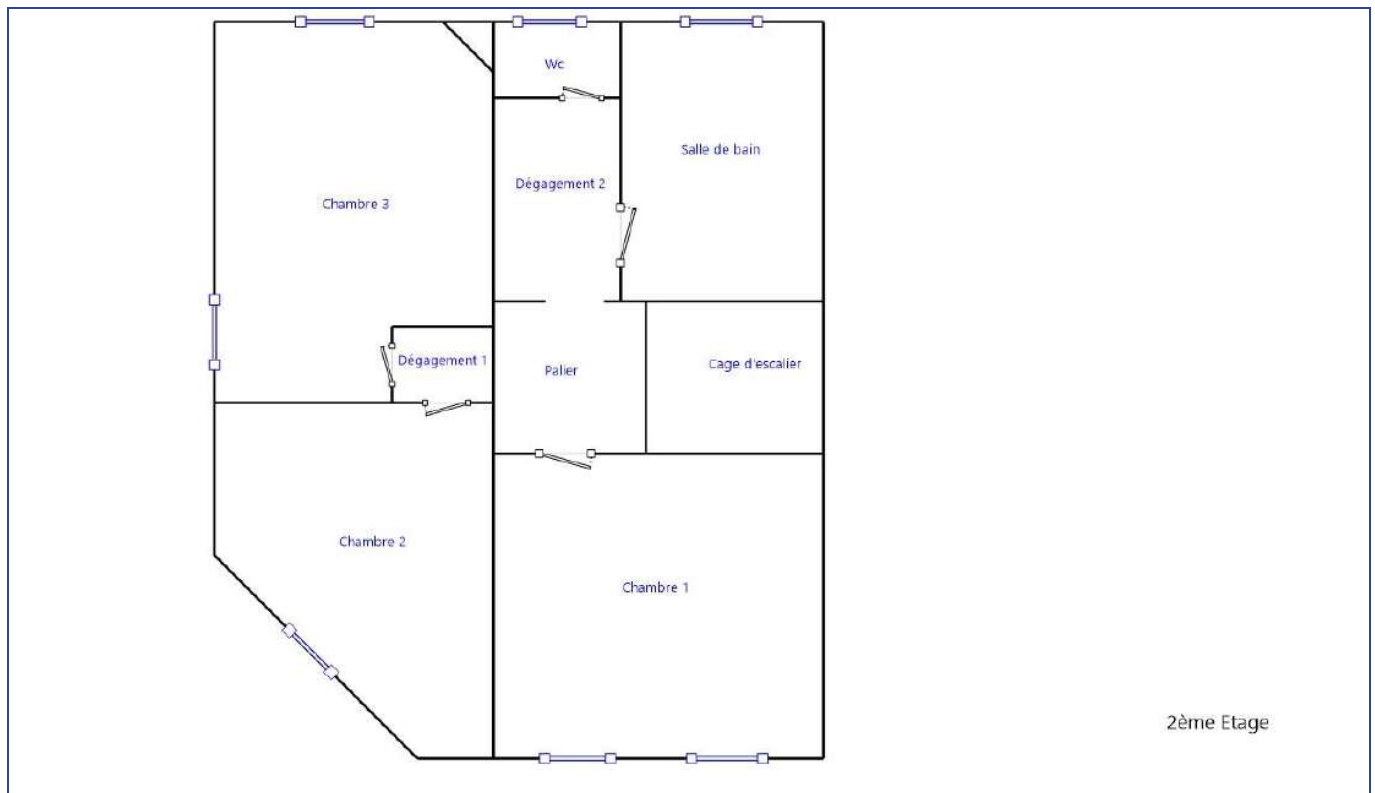 Wc
Salle de bain
Dégagement 2
Chambre 3
Dégagement 1
Palier
Cage d'escalier
Chambre 2
Chambre 1
2ème Etage